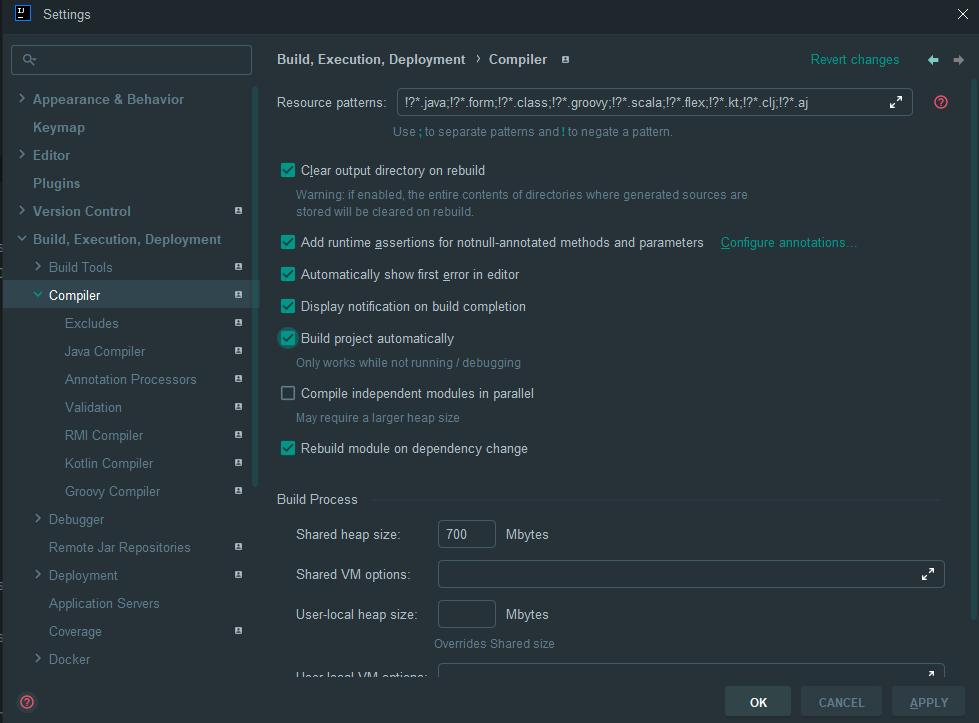 Settings
Appearance & Behavior
Keymap
Editor
Plugins
Version Control
Build, Execution, Deployment
Build Tools
Compiler
Excludes
Java Compiler
Annotation Processors
Validation
RMI Compiler
Kotlin Compiler
Groovy Compiler
Debugger
Remote Jar Repositories
Deployment
Application Servers
Coverage
Docker
Build, Execution, Deployment › Compiler
Revert changes
Resource patterns: !?*.java;!?*.form;!?*.class;!?*.groovy;!?*.scala;!?*.flex;!?*.kt;!?*.clj;!?*.aj
Use ; to separate patterns and ! to negate a pattern.
Clear output directory on rebuild
Warning: if enabled, the entire contents of directories where generated sources are
stored will be cleared on rebuild.
Add runtime assertions for notnull-annotated methods and parameters Configure annotations...
Automatically show first error in editor
Display notification on build completion
Build project automatically
Only works while not running / debugging
Compile independent modules in parallel
May require a larger heap size
Rebuild module on dependency change
Build Process
Shared heap size: 700 Mbytes
Shared VM options:
User-local heap size: Mbytes
Overrides Shared size
User-local VM options:
OK CANCEL APPLY